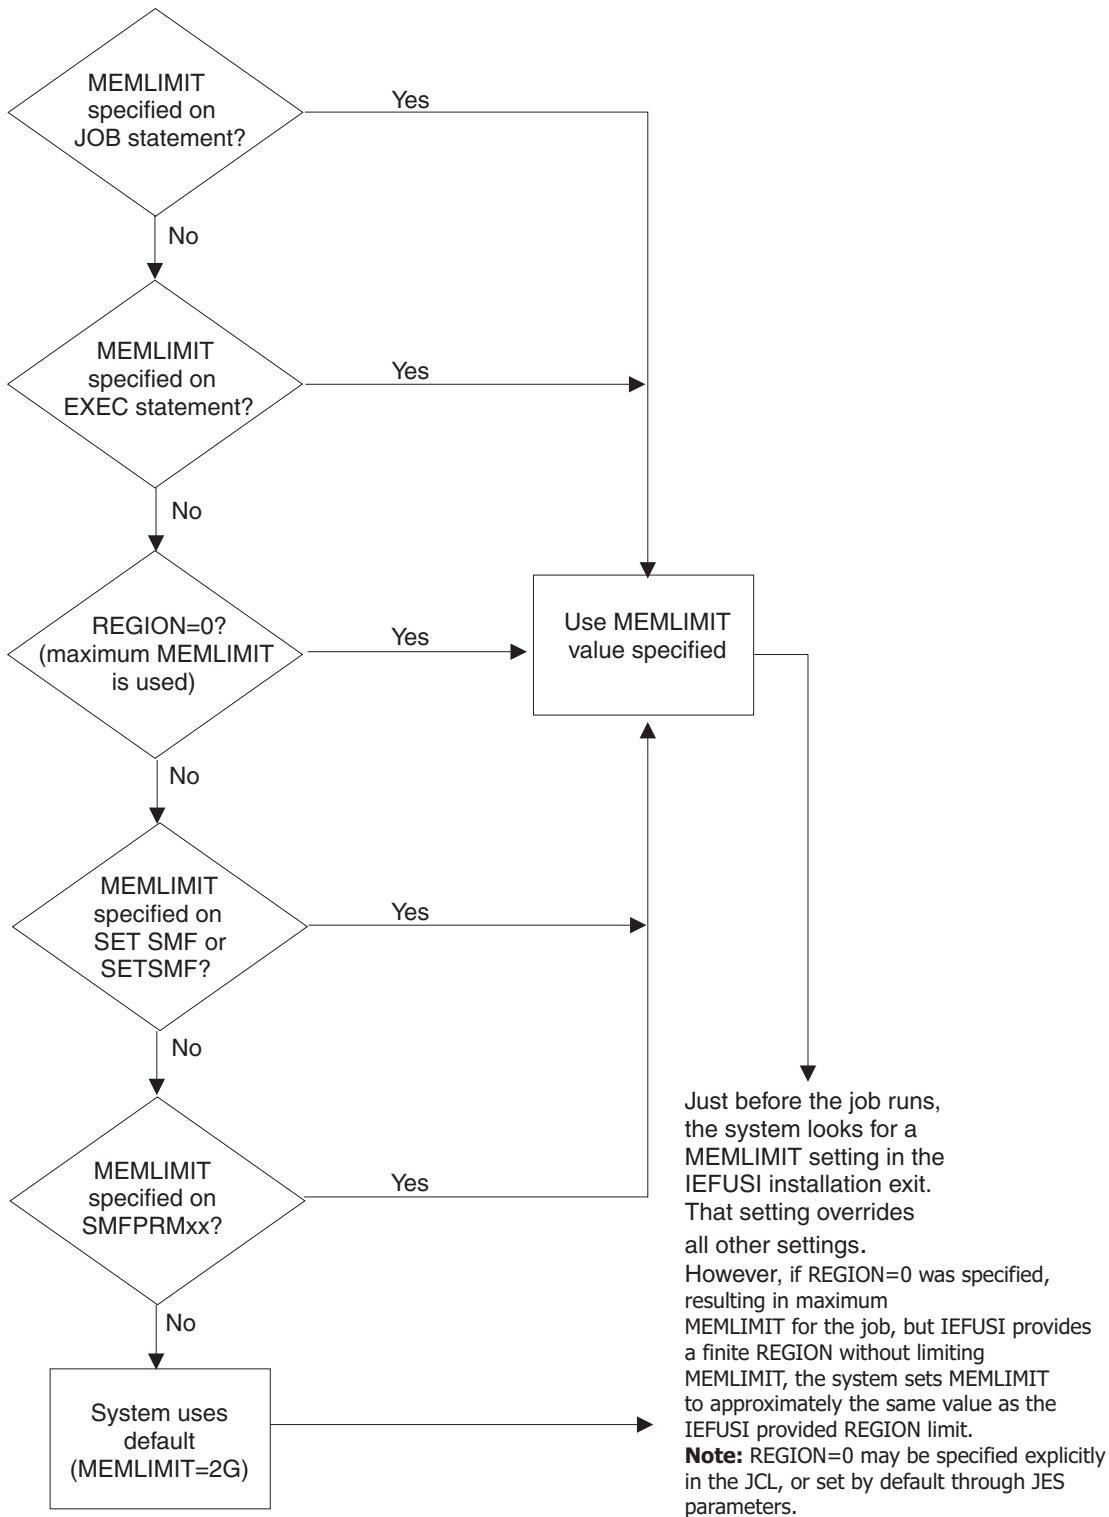 MEMLIMIT
specified on
JOB statement?
Yes
No
MEMLIMIT
specified on
EXEC statement?
Yes
No
REGION=0?
(maximum MEMLIMIT
is used)
Yes
Use MEMLIMIT
value specified
No
MEMLIMIT
specified on
SET SMF or
SETSMF?
Yes
No
MEMLIMIT
specified on
SMFPRMxx?
Yes
No
System uses
default
(MEMLIMIT=2G)
Just before the job runs,
the system looks for a
MEMLIMIT setting in the
IEFUSI installation exit.
That setting overrides
all other settings.
However, if REGION=0 was specified,
resulting in maximum
MEMLIMIT for the job, but IEFUSI provides
a finite REGION without limiting
MEMLIMIT, the system sets MEMLIMIT
to approximately the same value as the
IEFUSI provided REGION limit.
Note: REGION=0 may be specified explicitly
in the JCL, or set by default through JES
parameters.